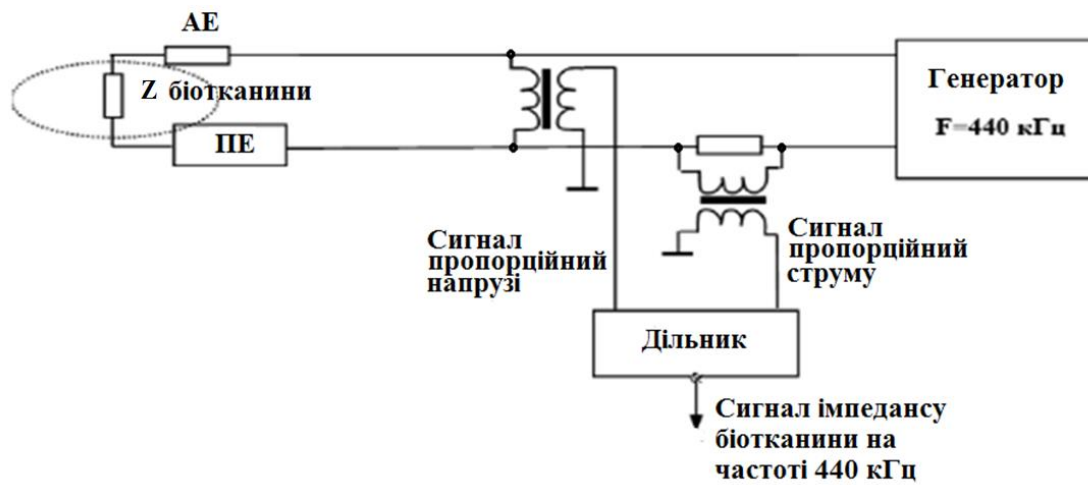 АЕ
Z біотканини
ПЕ
Генератор
F=440 кГц
Сигнал
пропорційний
напрузі
Сигнал
пропорційний
струму
Дільник
Сигнал імпедансу
біотканини на
частоті 440 кГц